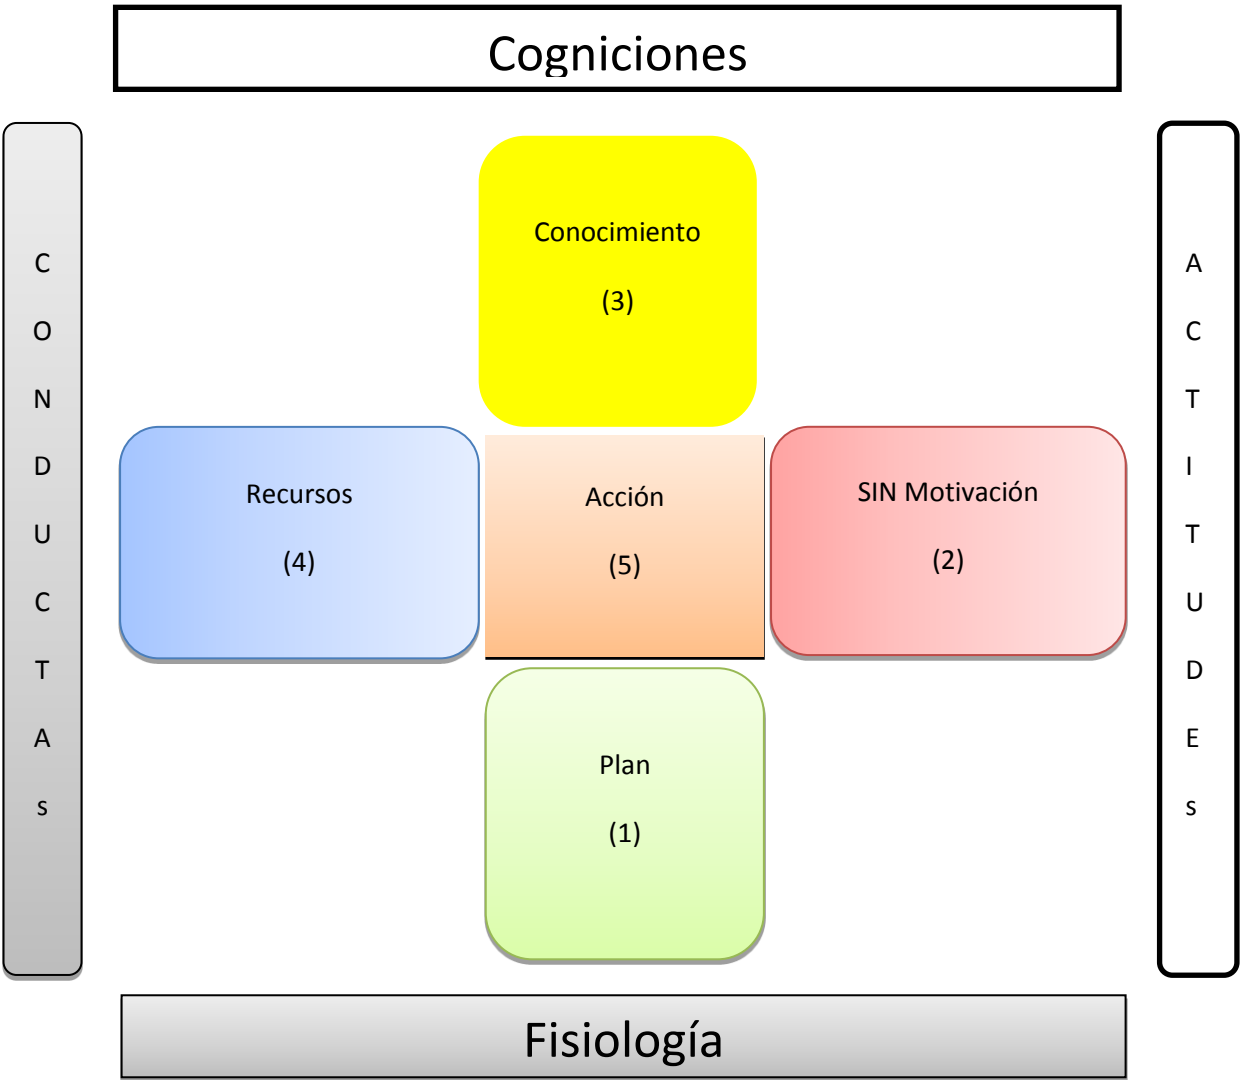 Cogniciones
C
O
N
D
U
C
T
A
s
Conocimiento
(3)
Recursos
(4)
Acción
(5)
SIN Motivación
(2)
Plan
(1)
A
C
T
I
T
U
D
E
s
Fisiología